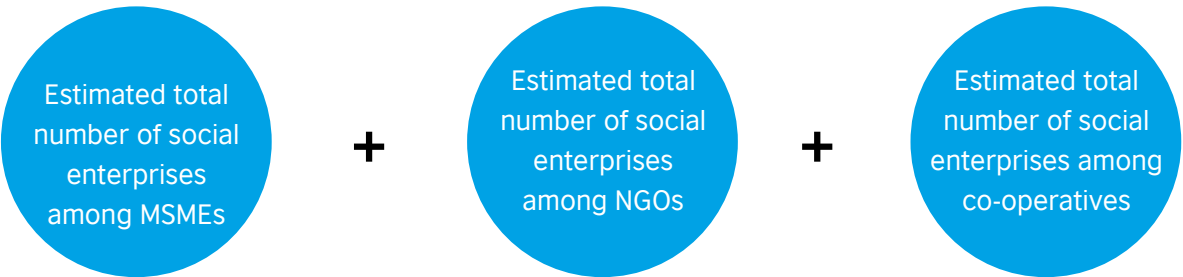 Estimated total
number of social
enterprises
among MSMEs
+
Estimated total
number of social
enterprises
among NGOs
+
Estimated total
number of social
enterprises among
co-operatives